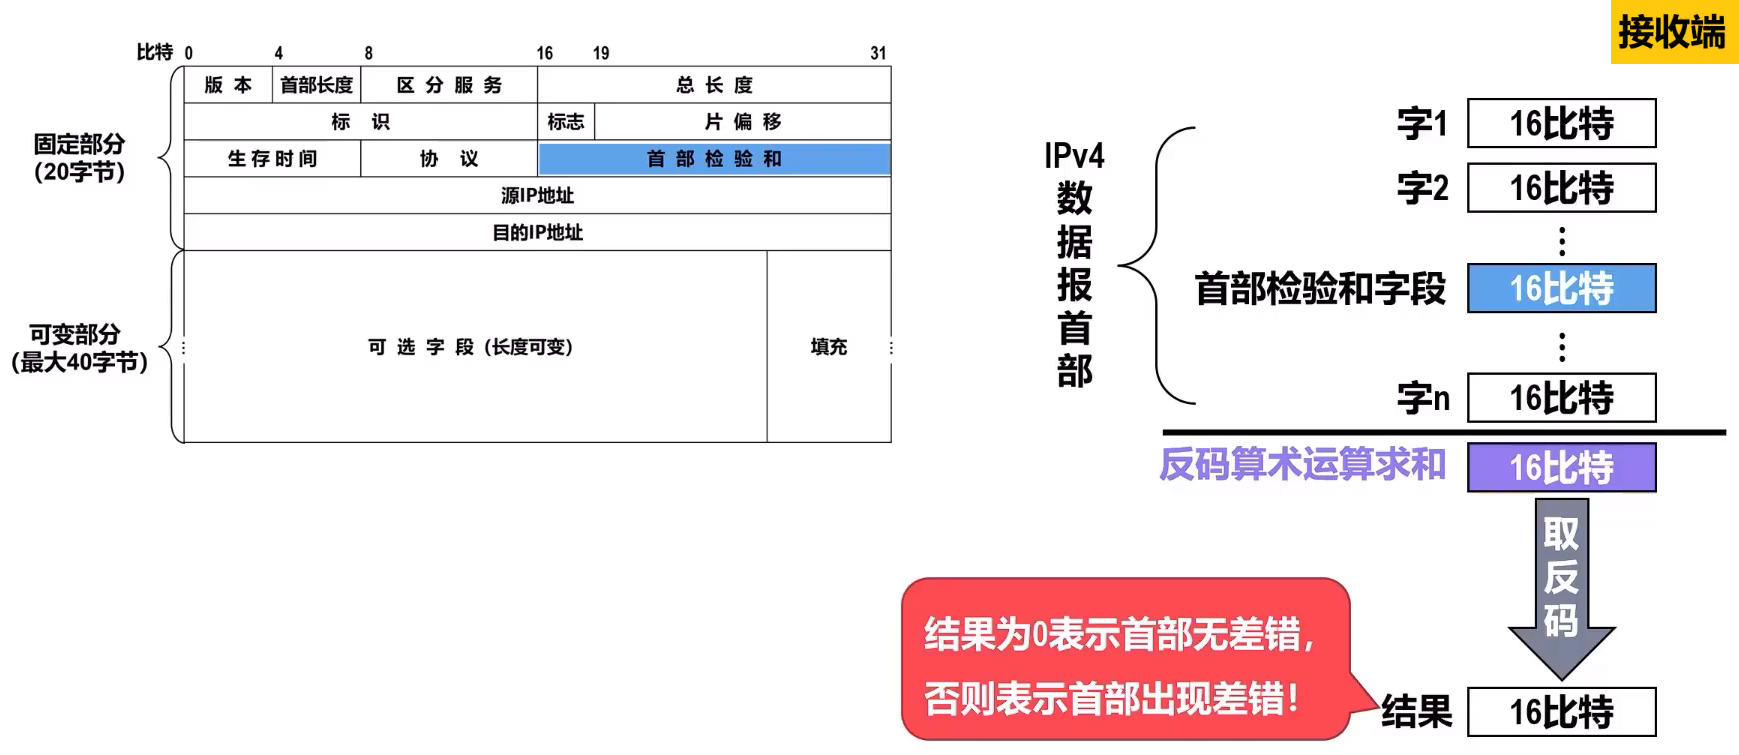 接收端
比特 0 4 8 16 19 31
版 本 首部长度 区 分 服 务 总 长 度
标 识 标志 片 偏 移
生 存 时 间 协 议 首 部 检 验 和
源IP地址
目的IP地址
固定部分
(20字节)
可变部分
(最大40字节)
可 选 字 段 (长度可变) 填充
IPv4
数
据
报
首
部
字1 16比特
字2 16比特
首部检验和字段 16比特
字n 16比特
反码算术运算求和 16比特
取
反
码
结果为0表示首部无差错,
否则表示首部出现差错!
结果 16比特